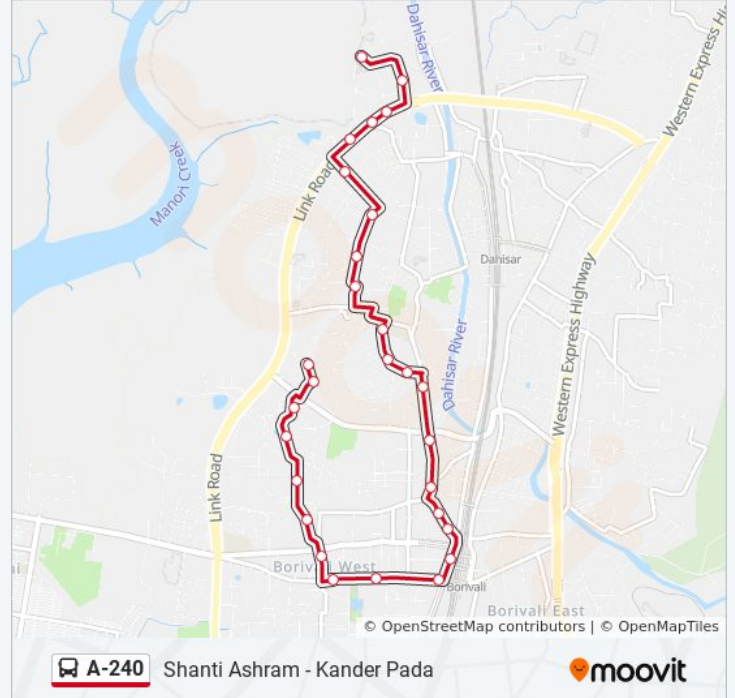 Dahisar River
Western Express Hi
Manori Creek
Link Road
Dahisar
Western Express Highway
Dahisar River
Link Road
ai
Borivali West
Borivali
Borivali East
© OpenStreetMap contributors | © OpenMapTiles
A-240 Shanti Ashram - Kander Pada
moovit